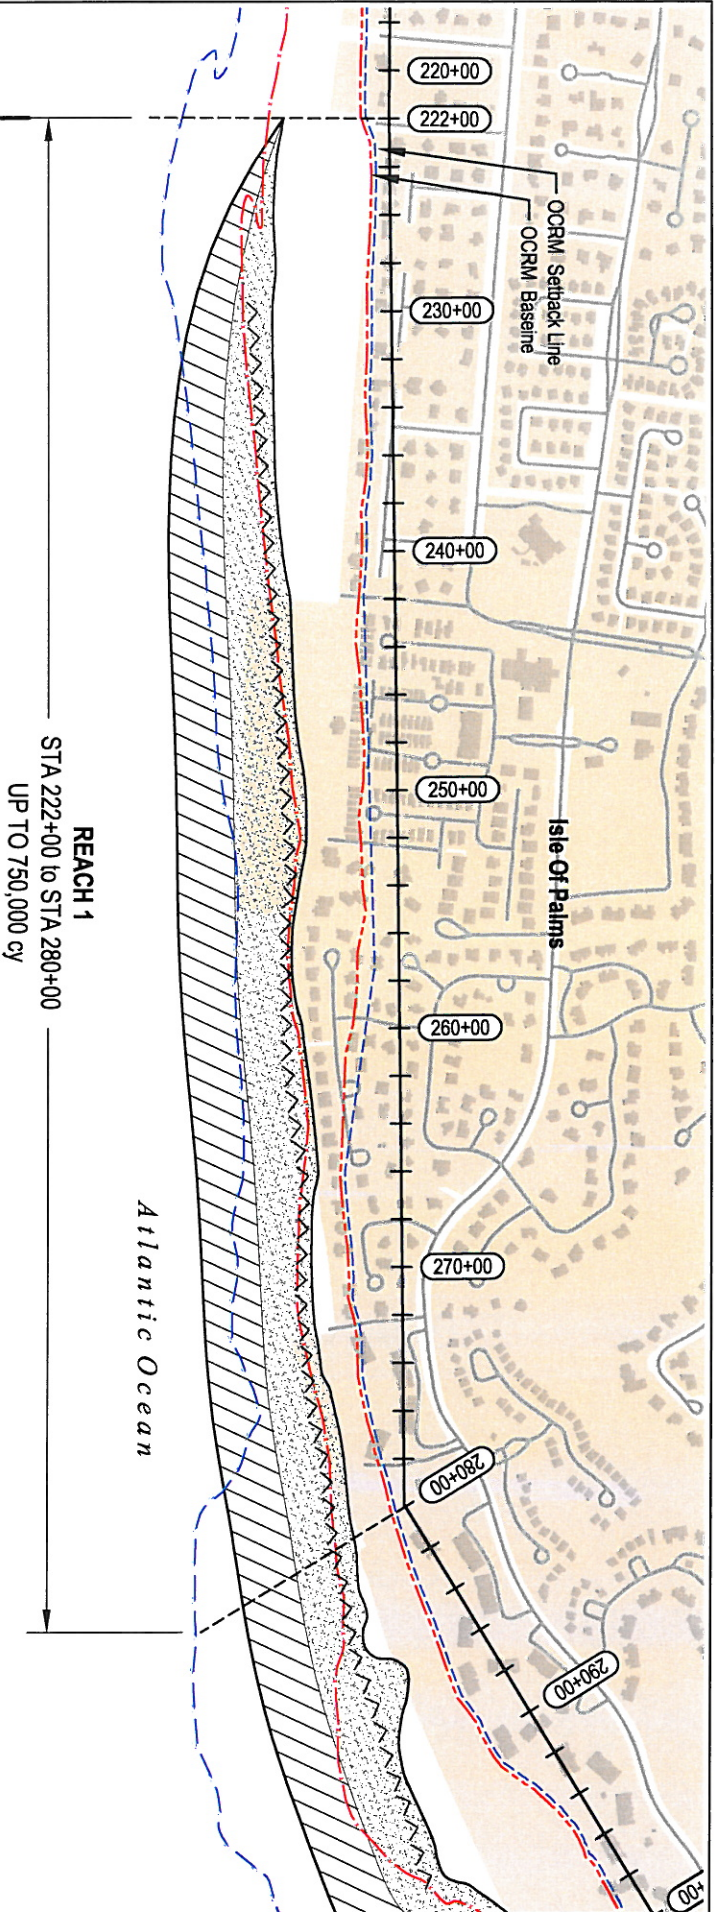 220+00
222+00
OCRM Setback Line
OCRM Baseine
230+00
240+00
250+00
Isle Of Palms
260+00
270+00
280+00
290+00
REACH 1
STA 222+00 to STA 280+00
UP TO 750,000 cy
Atlantic Ocean
00+